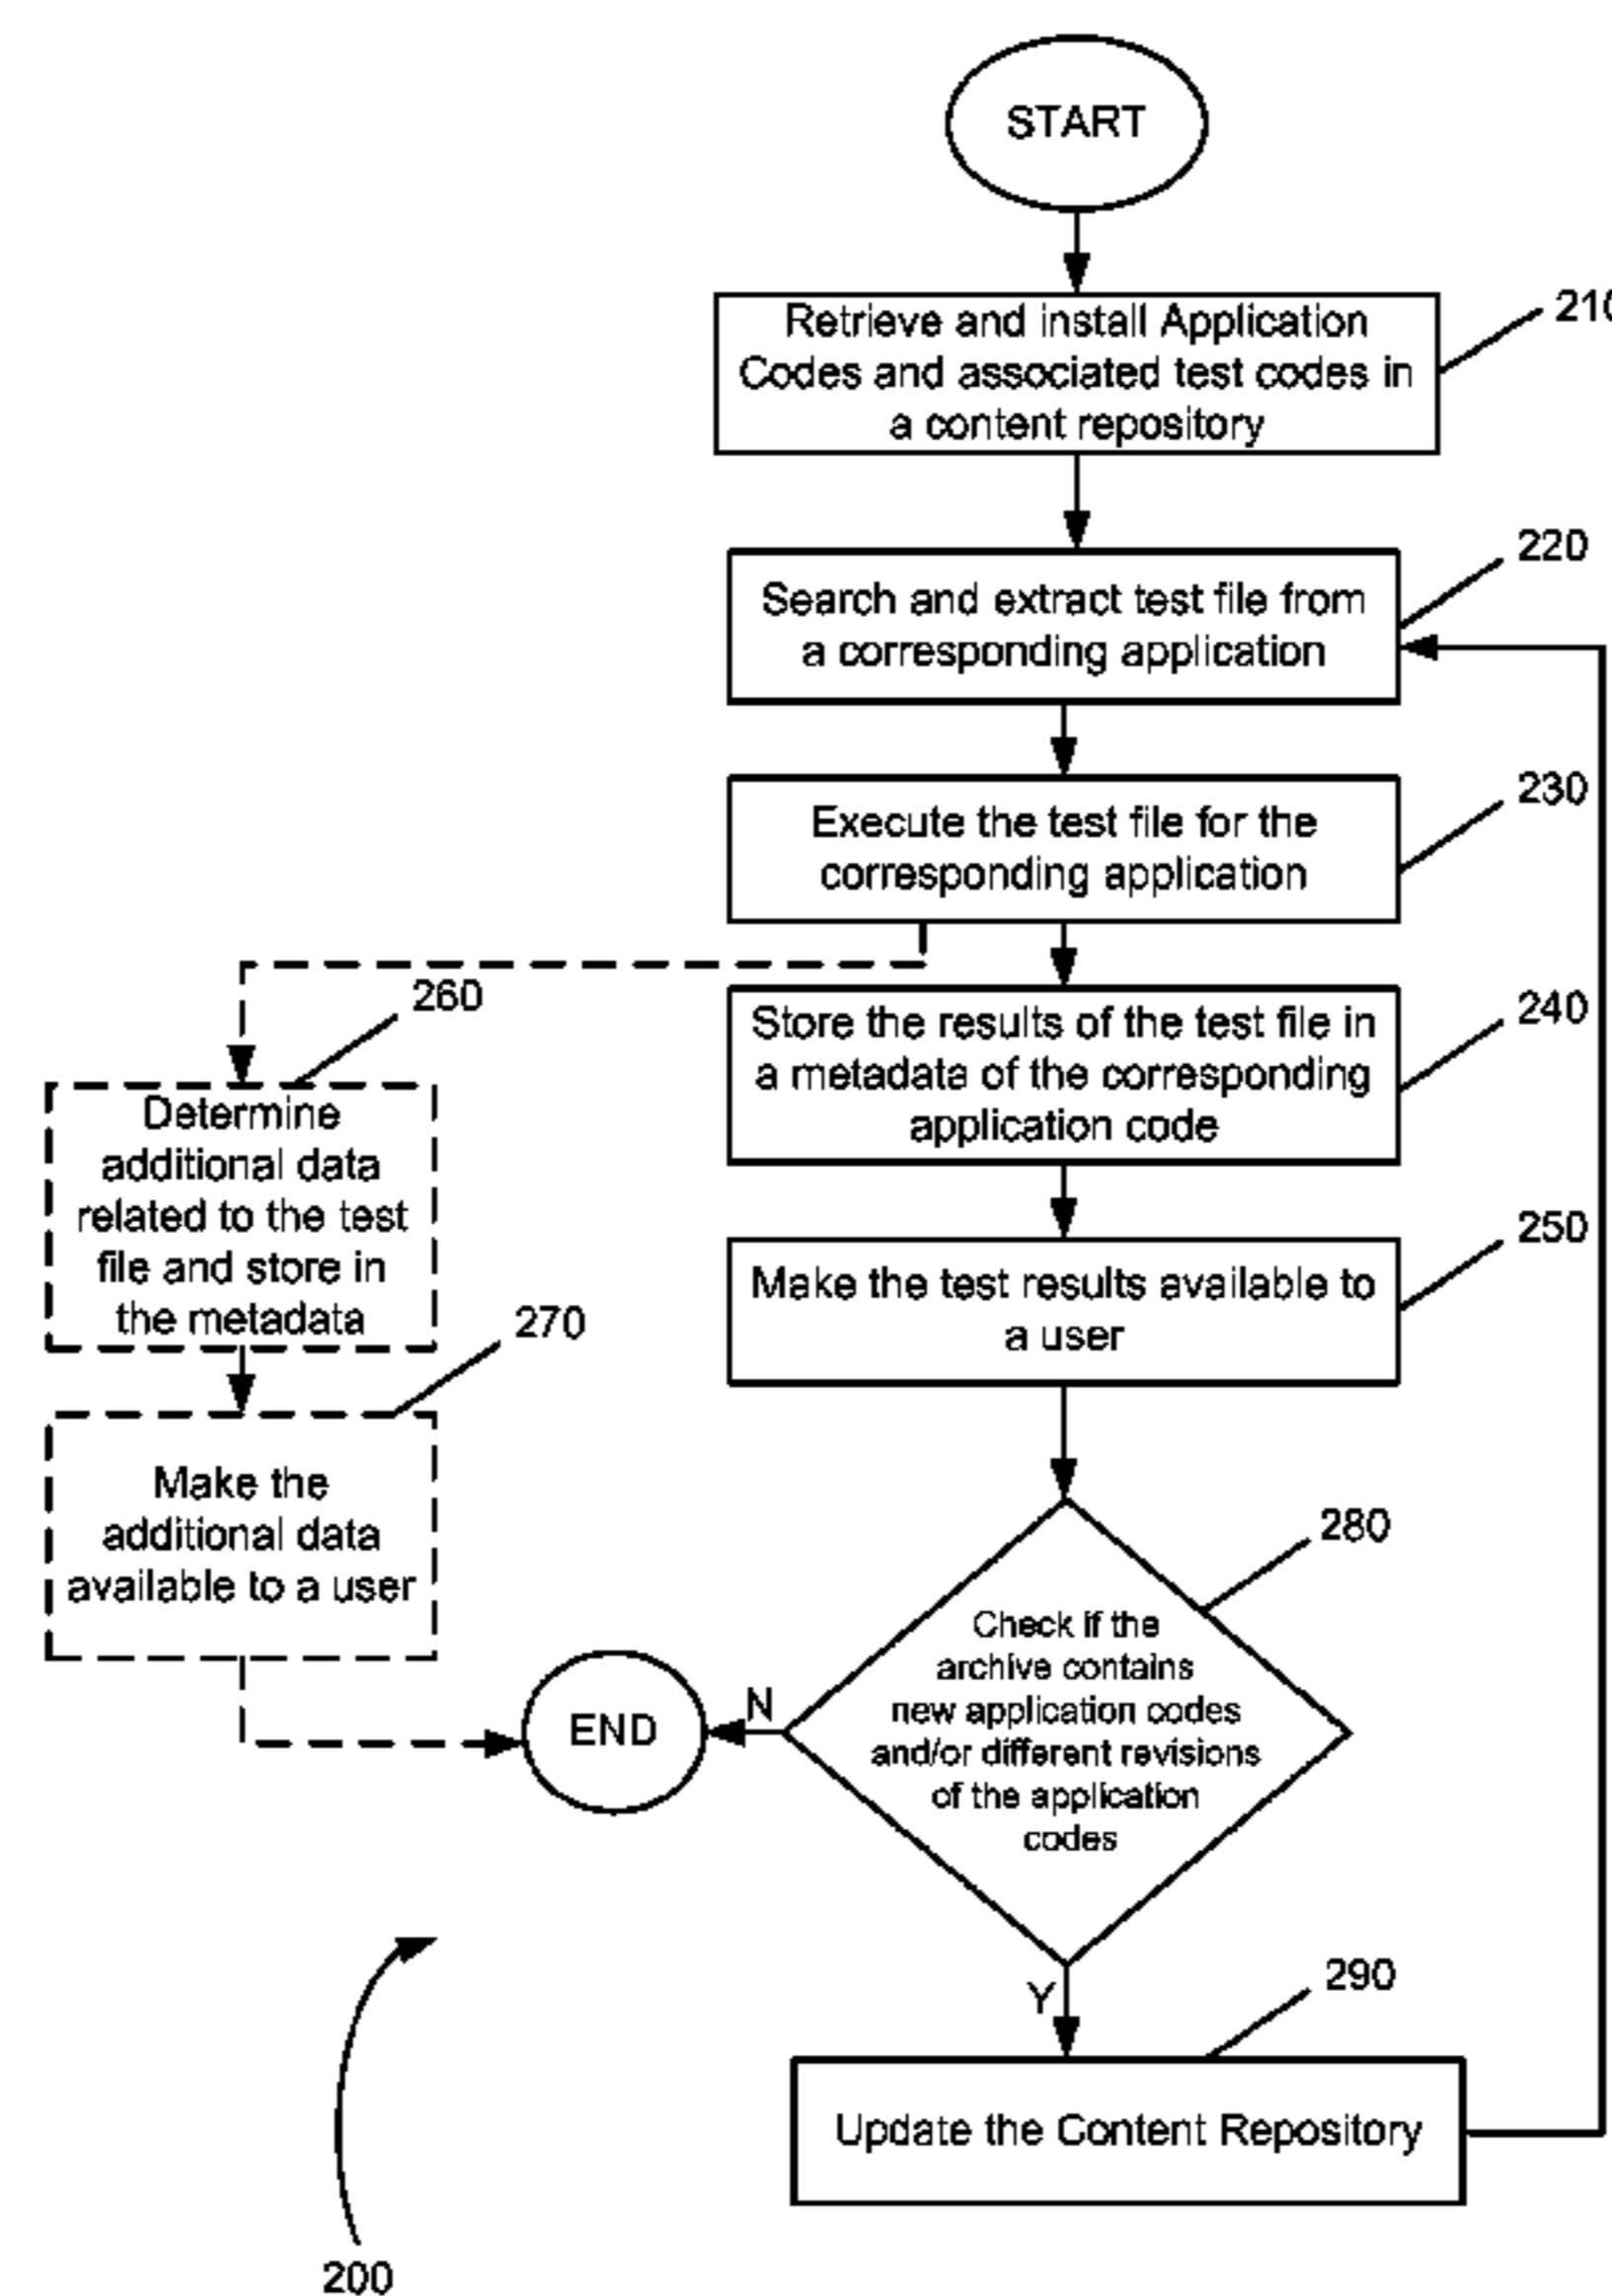 START
Retrieve and install Application
Codes and associated test codes in
a content repository
210
Search and extract test file from
a corresponding application
220
Execute the test file for the
corresponding application
230
260
Store the results of the test file in
a metadata of the corresponding
application code
240
Determine
additional data
related to the test
file and store in
the metadata
Make the test results available to
a user
250
270
Make the
additional data
available to a user
280
Check if the
archive contains
new application codes
and/or different revisions
of the application
codes
N
END
Y
290
Update the Content Repository
200